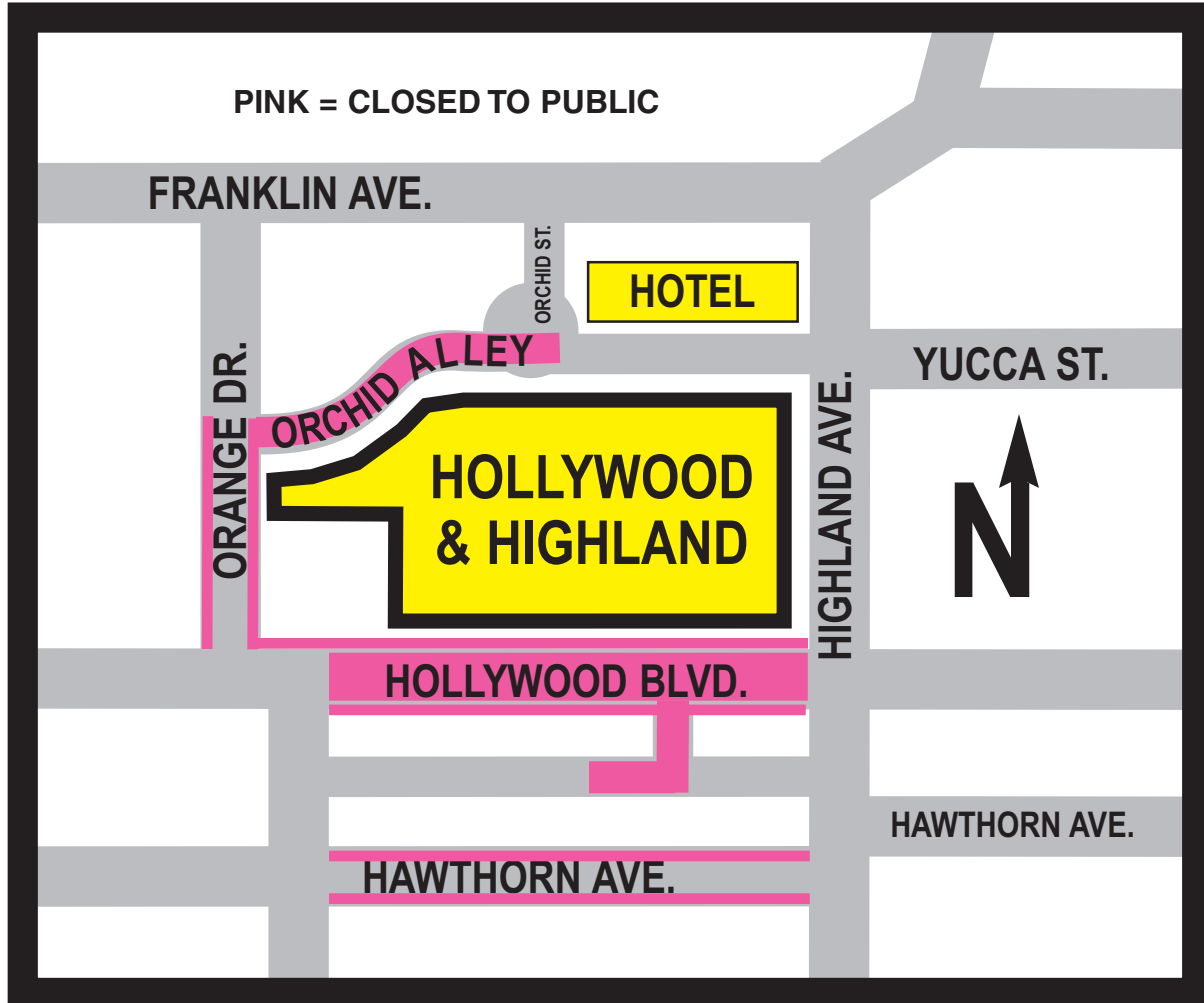 PINK = CLOSED TO PUBLIC
FRANKLIN AVE.
ORCHID ST.
HOTEL
ORCHID ALLEY
YUCCA ST.
ORANGE DR.
HOLLYWOOD
& HIGHLAND
HIGHLAND AVE.
N
HOLLYWOOD BLVD.
HAWTHORN AVE.
HAWTHORN AVE.